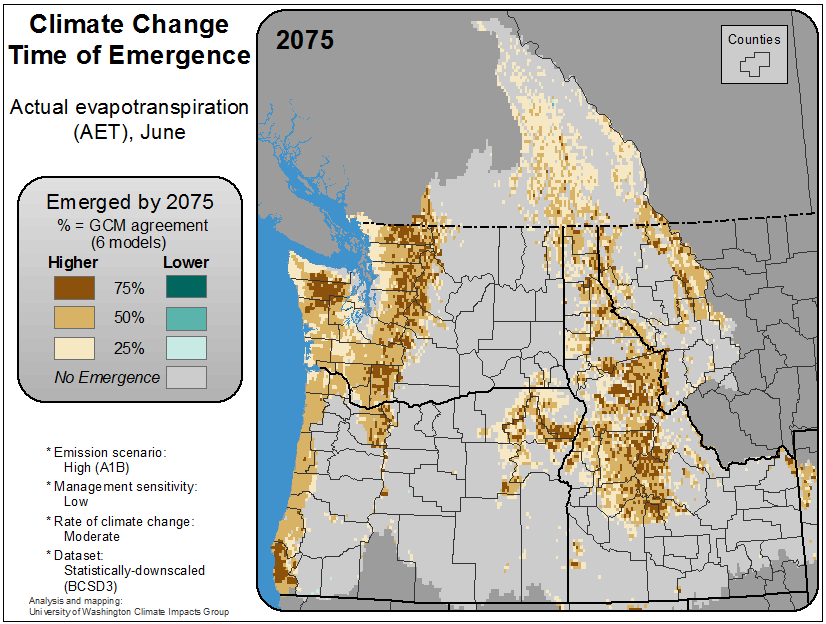 Climate Change
Time of Emergence
Actual evapotranspiration
(AET), June
Emerged by 2075
% = GCM agreement
(6 models)
Higher Lower
75%
50%
25%
No Emergence
* Emission scenario:
High (A1B)
* Management sensitivity:
Low
* Rate of climate change:
Moderate
* Dataset:
Statistically-downscaled
(BCSD3)
Analysis and mapping:
University of Washington Climate Impacts Group
2075
Counties